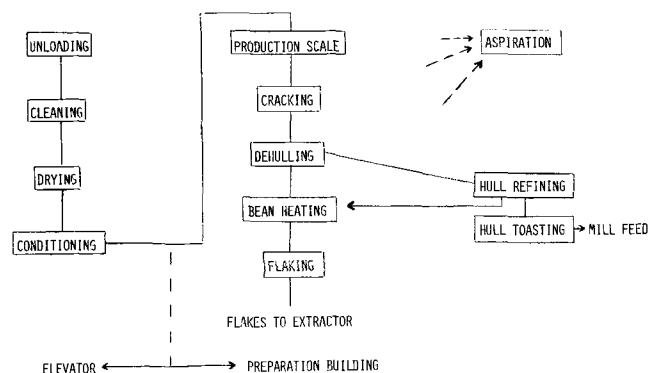 UNLOADING
CLEANING
DRYING
CONDITIONING
PRODUCTION SCALE
CRACKING
DEHULLING
BEAN HEATING
FLAKING
FLAKES TO EXTRACTOR
ASPIRATION
HULL REFINING
HULL TOASTING
MILL FEED
ELEVATOR
PREPARATION BUILDING